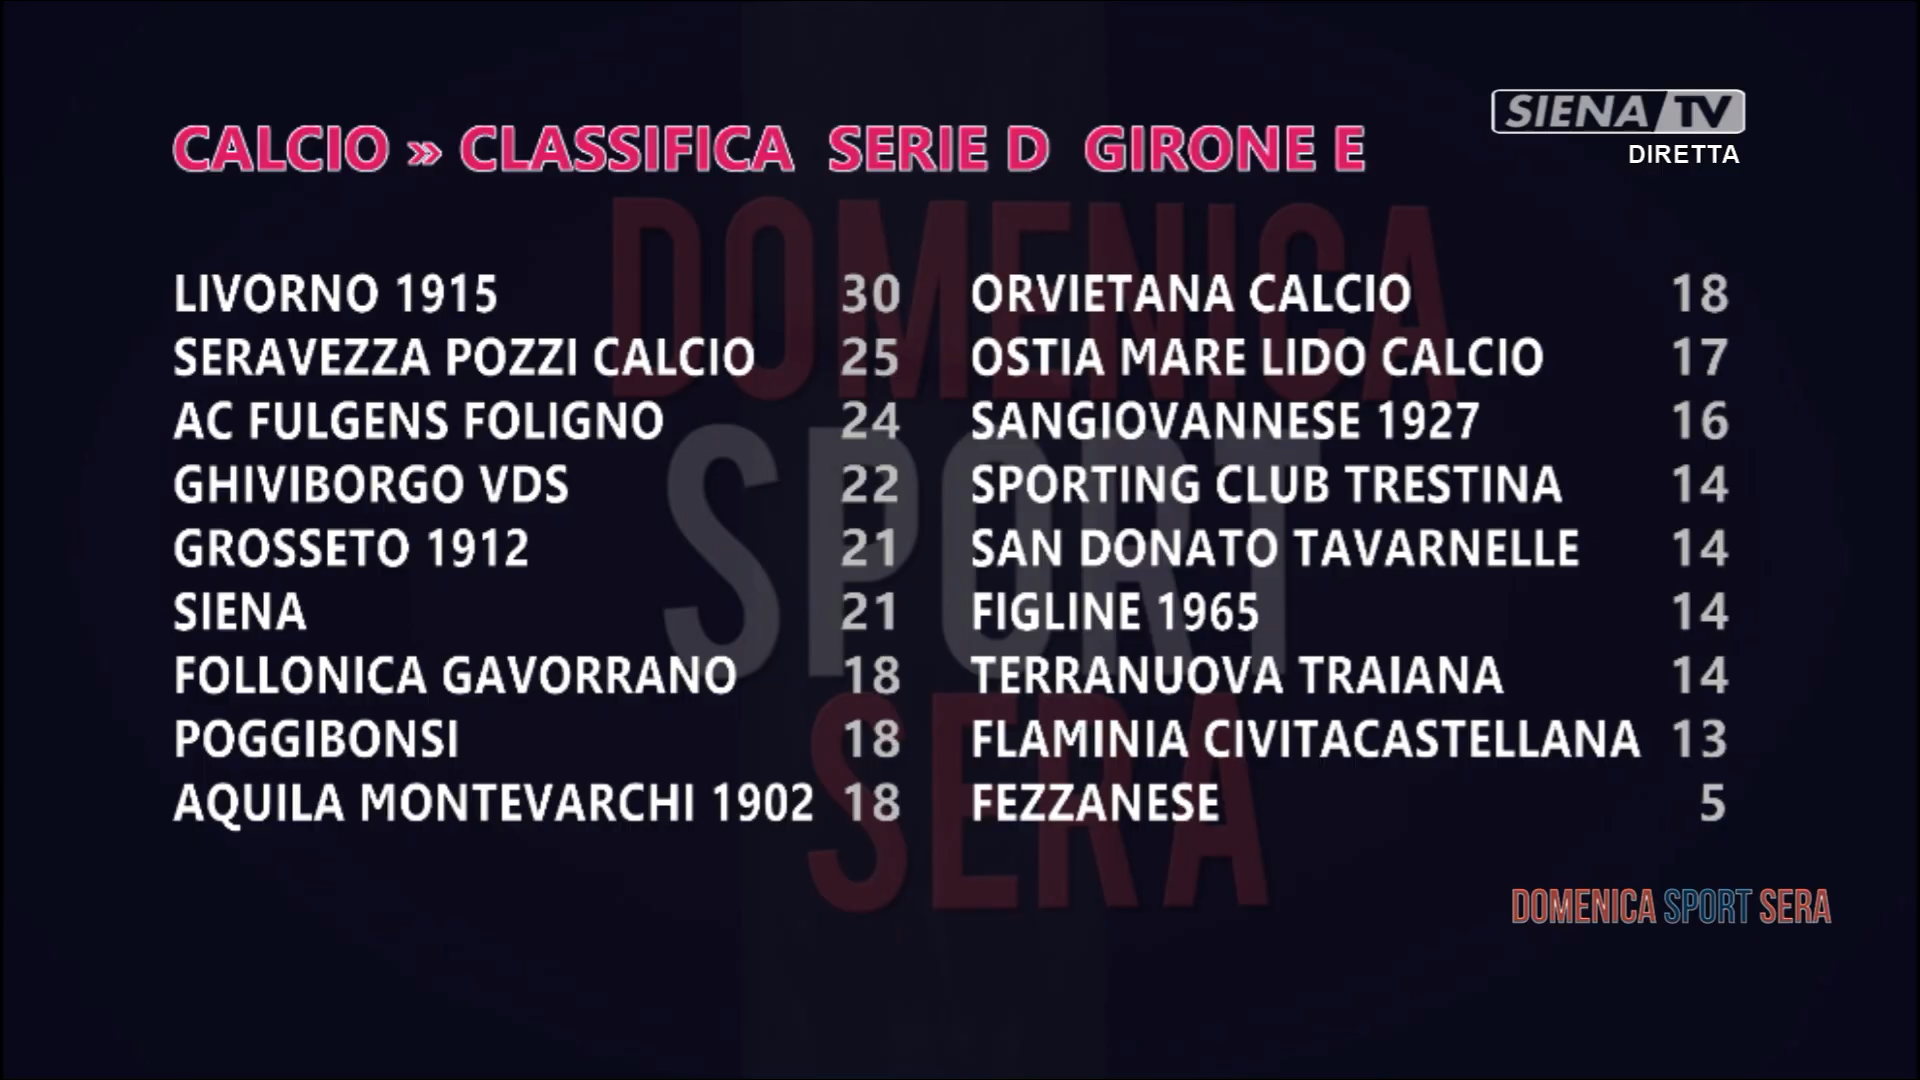 SIENA TV
DIRETTA
CALCIO » CLASSIFICA SERIE D GIRONE E
LIVORNO 1915 30
SERAVEZZA POZZI CALCIO 25
AC FULGENS FOLIGNO 24
GHIVIBORGO VDS 22
GROSSETO 1912 21
SIENA 21
FOLLONICA GAVORRANO 18
POGGIBONSI 18
AQUILA MONTEVARCHI 1902 18
ORVIETANA CALCIO 18
OSTIA MARE LIDO CALCIO 17
SANGIOVANNESE 1927 16
SPORTING CLUB TRESTINA 14
SAN DONATO TAVARNELLE 14
FIGLINE 1965 14
TERRANUOVA TRAIANA 14
FLAMINIA CIVITACASTELLANA 13
FEZZANESE 5
DOMENICA
SPORT
SERA
DOMENICA SPORT SERA